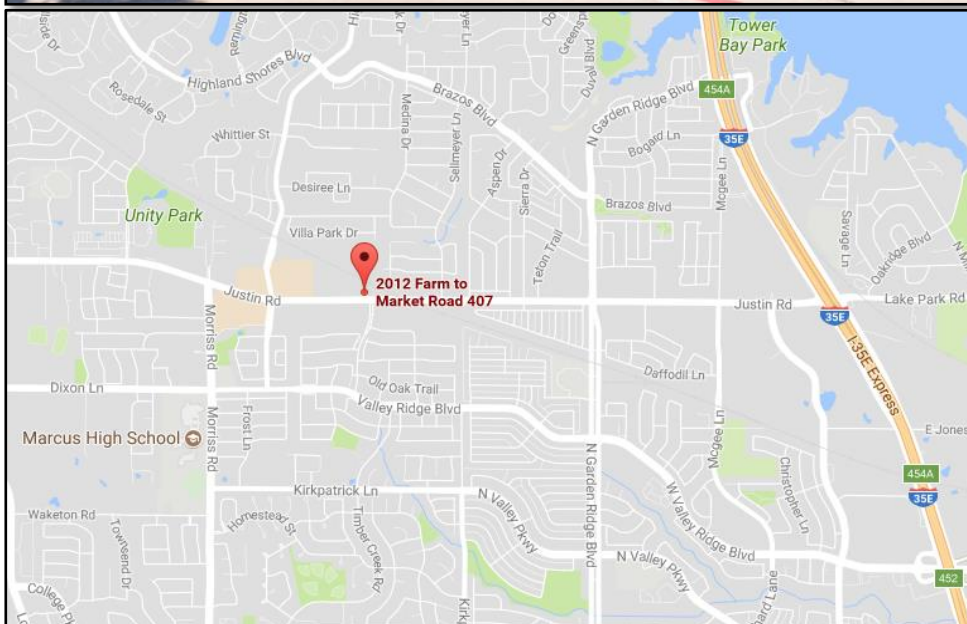 Tower
Bay Park
454A
35E
Highland Shores Blvd
Brazos Blvd
N Garden Ridge Blvd
Duvall Blvd
Rosedale St
Whittier St
Medina Dr
Sellmeyer Ln
Aspen Dr
Sierra Dr
Bogard Ln
Mcgee Ln
Desiree Ln
Brazos Blvd
Unity Park
Villa Park Dr
Teton Trail
Savage Ln
Oakridge Blvd
2012 Farm to
Market Road 407
Justin Rd
Justin Rd
Lake Park Rd
35E
I-35E Express
Morriss Rd
Dixon Ln
Old Oak Trail
Valley Ridge Blvd
Daffodil Ln
Marcus High School
Morriss Rd
Frost Ln
N Garden Ridge Blvd
Mcgee Ln
E Jones
454A
35E
Kirkpatrick Ln
N Valley Pkwy
W Valley Ridge Blvd
Christopher Ln
Waketon Rd
Homestead St
Townsend Dr
Timber Creek Rd
N Valley Pkwy
452
College Pk
Kirk
hard Lane